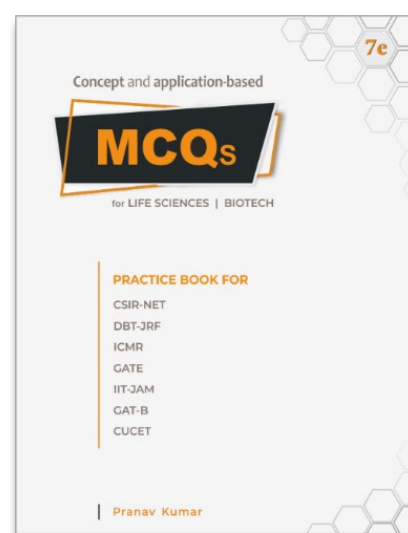 7e
Concept and application-based
MCQs
for LIFE SCIENCES | BIOTECH
PRACTICE BOOK FOR
CSIR-NET
DBT-JRF
ICMR
GATE
IIT-JAM
GAT-B
CUCET
Pranav Kumar